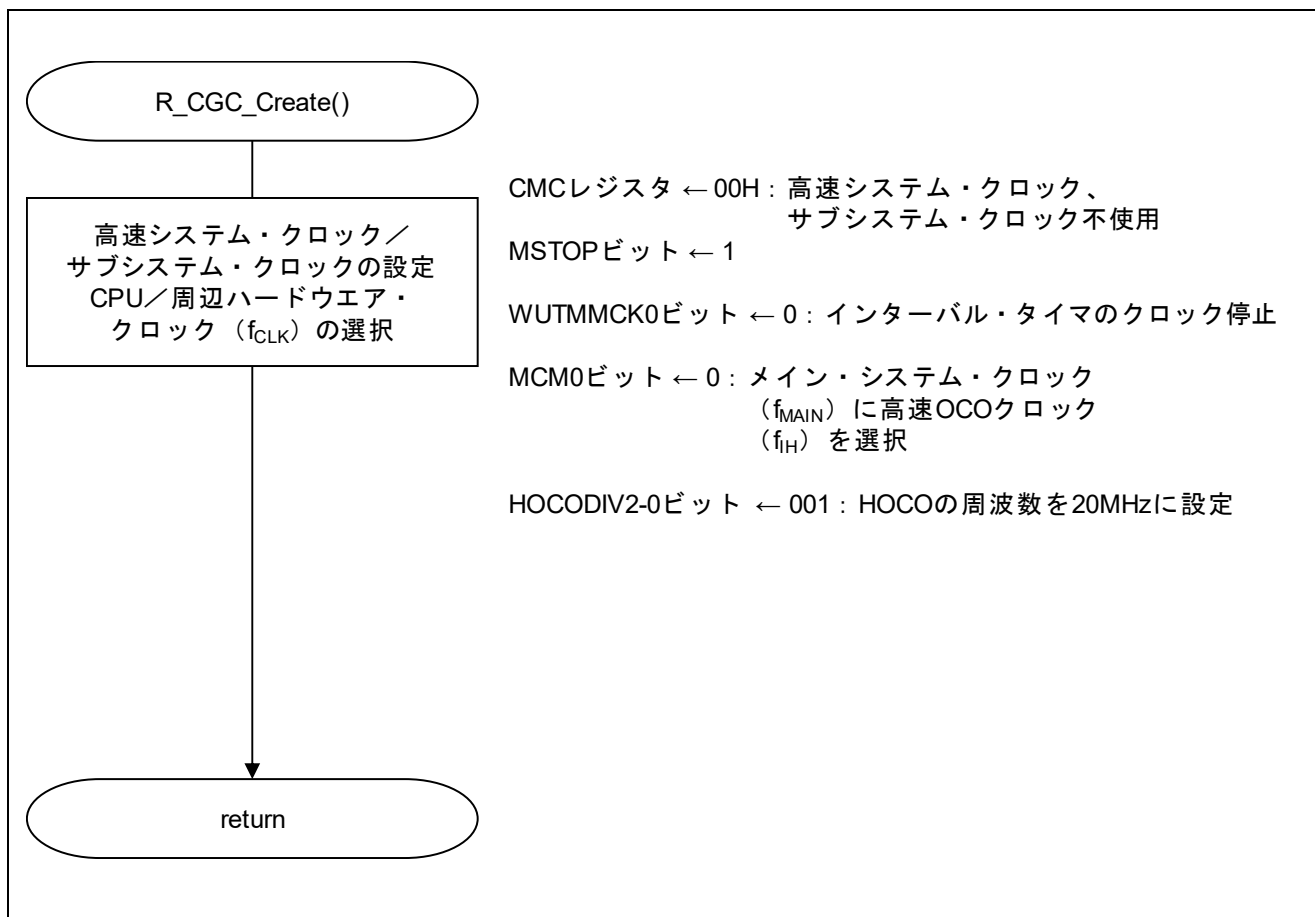 R_CGC_Create()
高速システム・クロック／
サブシステム・クロックの設定
CPU／周辺ハードウエア・
クロック（fCLK）の選択
CMCレジスタ ← 00H：高速システム・クロック、
サブシステム・クロック不使用
MSTOPビット ← 1
WUTMMCK0ビット ← 0：インターバル・タイマのクロック停止
MCM0ビット ← 0：メイン・システム・クロック
（fMAIN）に高速OCOクロック
（fIH）を選択
HOCODIV2-0ビット ← 001：HOCOの周波数を20MHzに設定
return